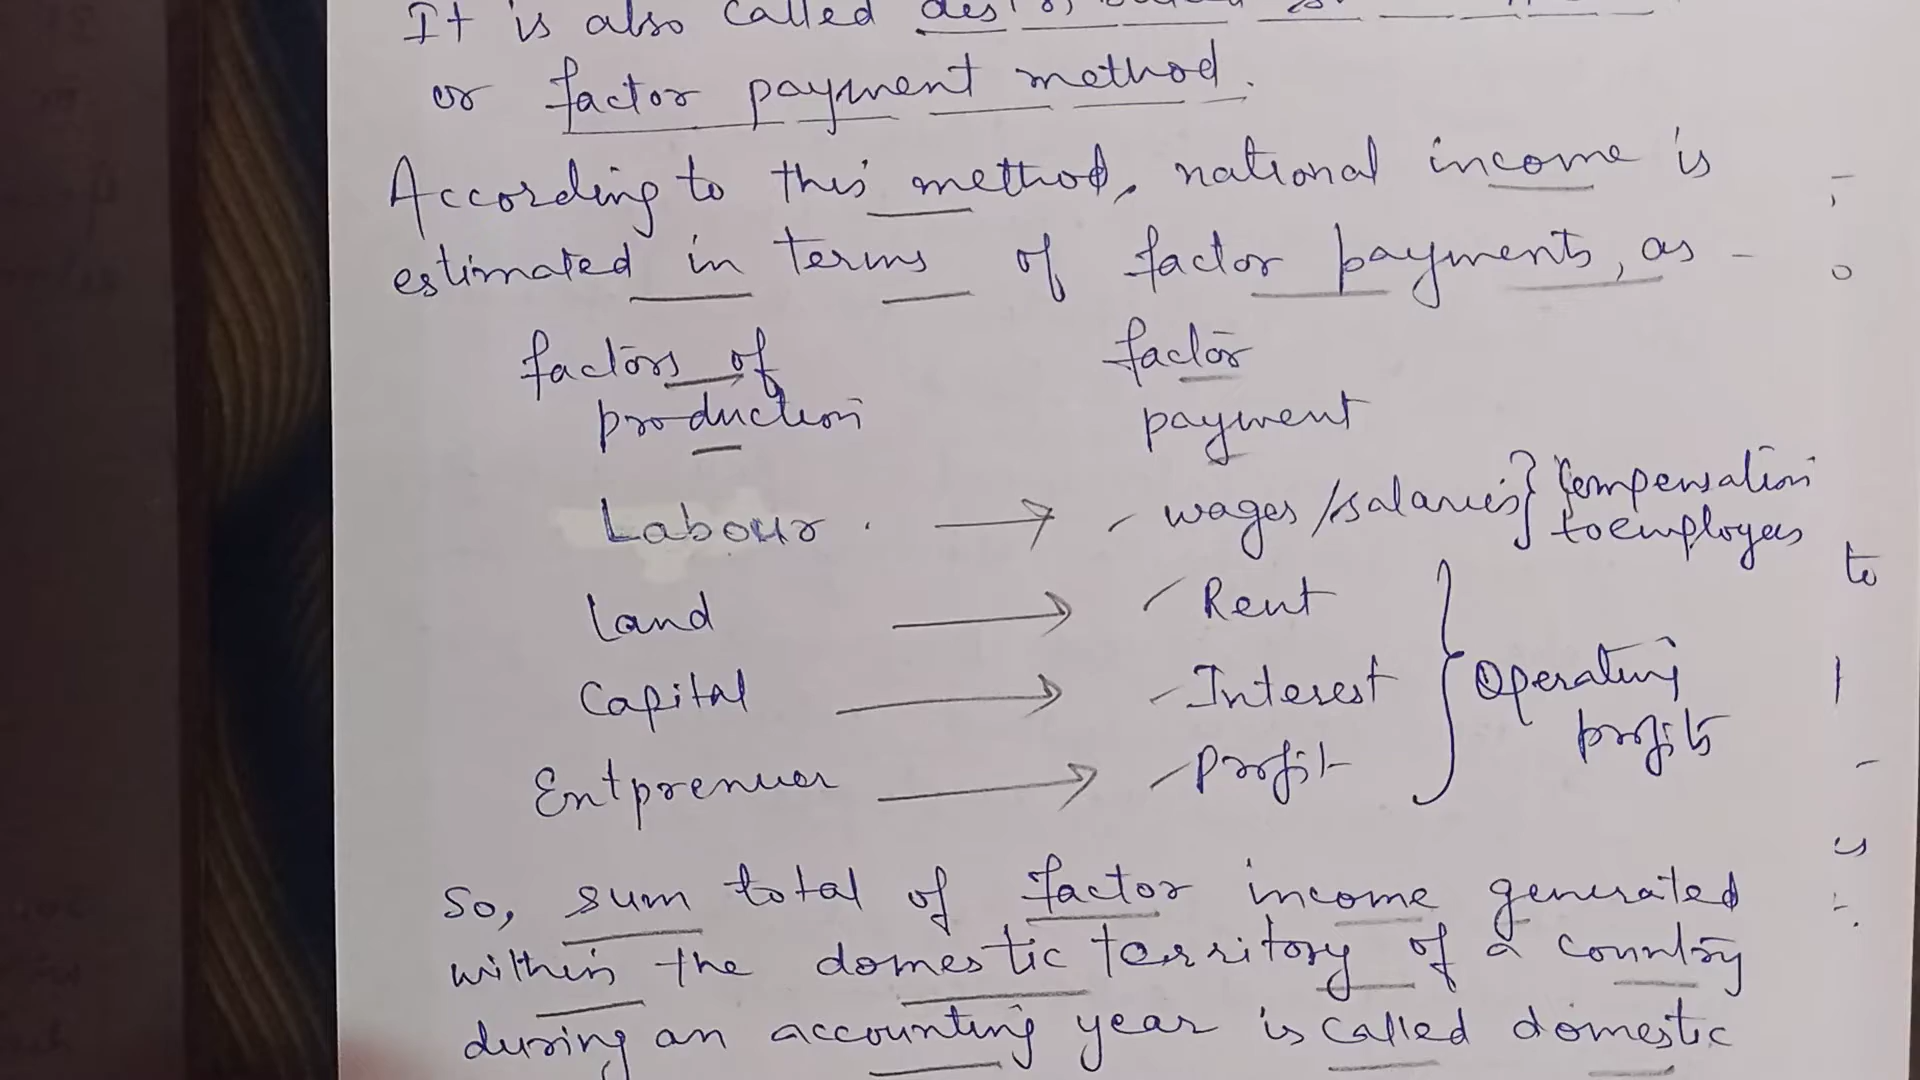 It is also called
or factor payment method.
According to this method, national income is
estimated in terms of factor payments, as -
factors of factor
production payment
Labour → wages/salaries } Compensation
to employees
Land → Rent
Capital → Interest } Operating
profits
Entprenuer → Profit
So, sum total of factor income generated
within the domestic territory of a country
during an accounting year is called domestic
to